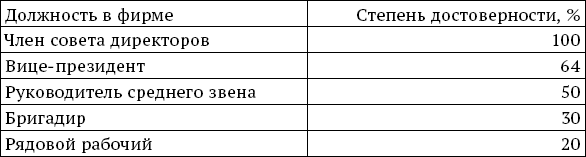 Должность в фирме Степень достоверности, %
Член совета директоров 100
Вице-президент 64
Руководитель среднего звена 50
Бригадир 30
Рядовой рабочий 20